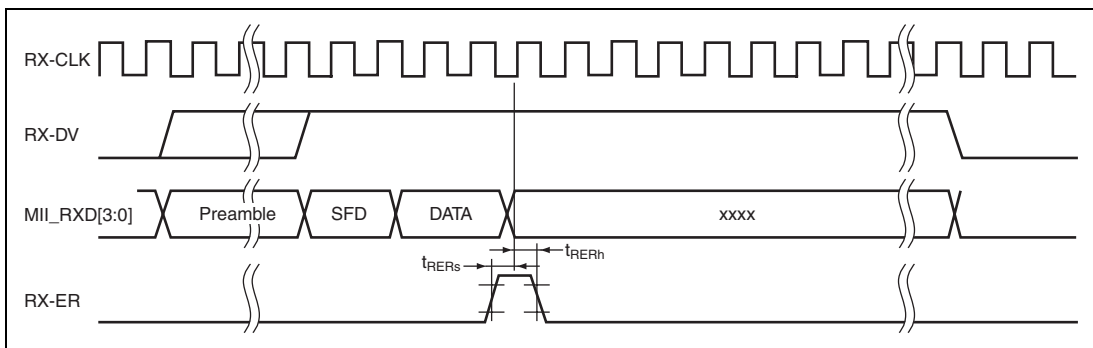 RX-CLK
RX-DV
MII_RXD[3:0]
Preamble
SFD
DATA
xxxx
tRERs
tRERh
RX-ER